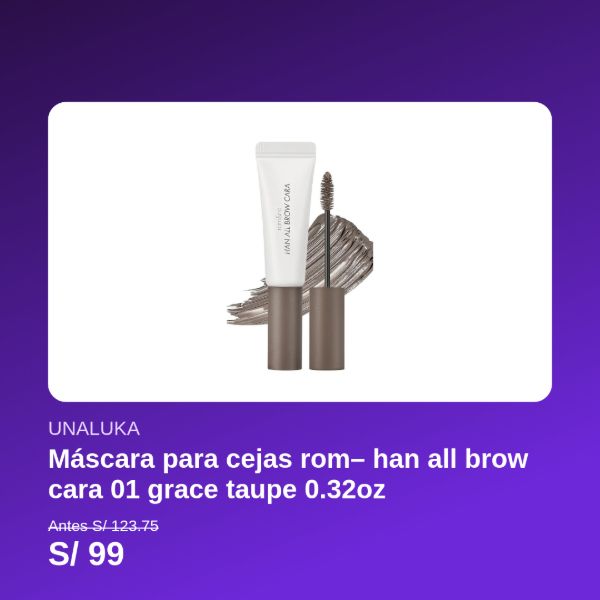 rom&nd
HAN ALL BROW CARA
UNALUKA
Máscara para cejas rom– han all brow
cara 01 grace taupe 0.32oz
Antes S/ 123.75
S/ 99